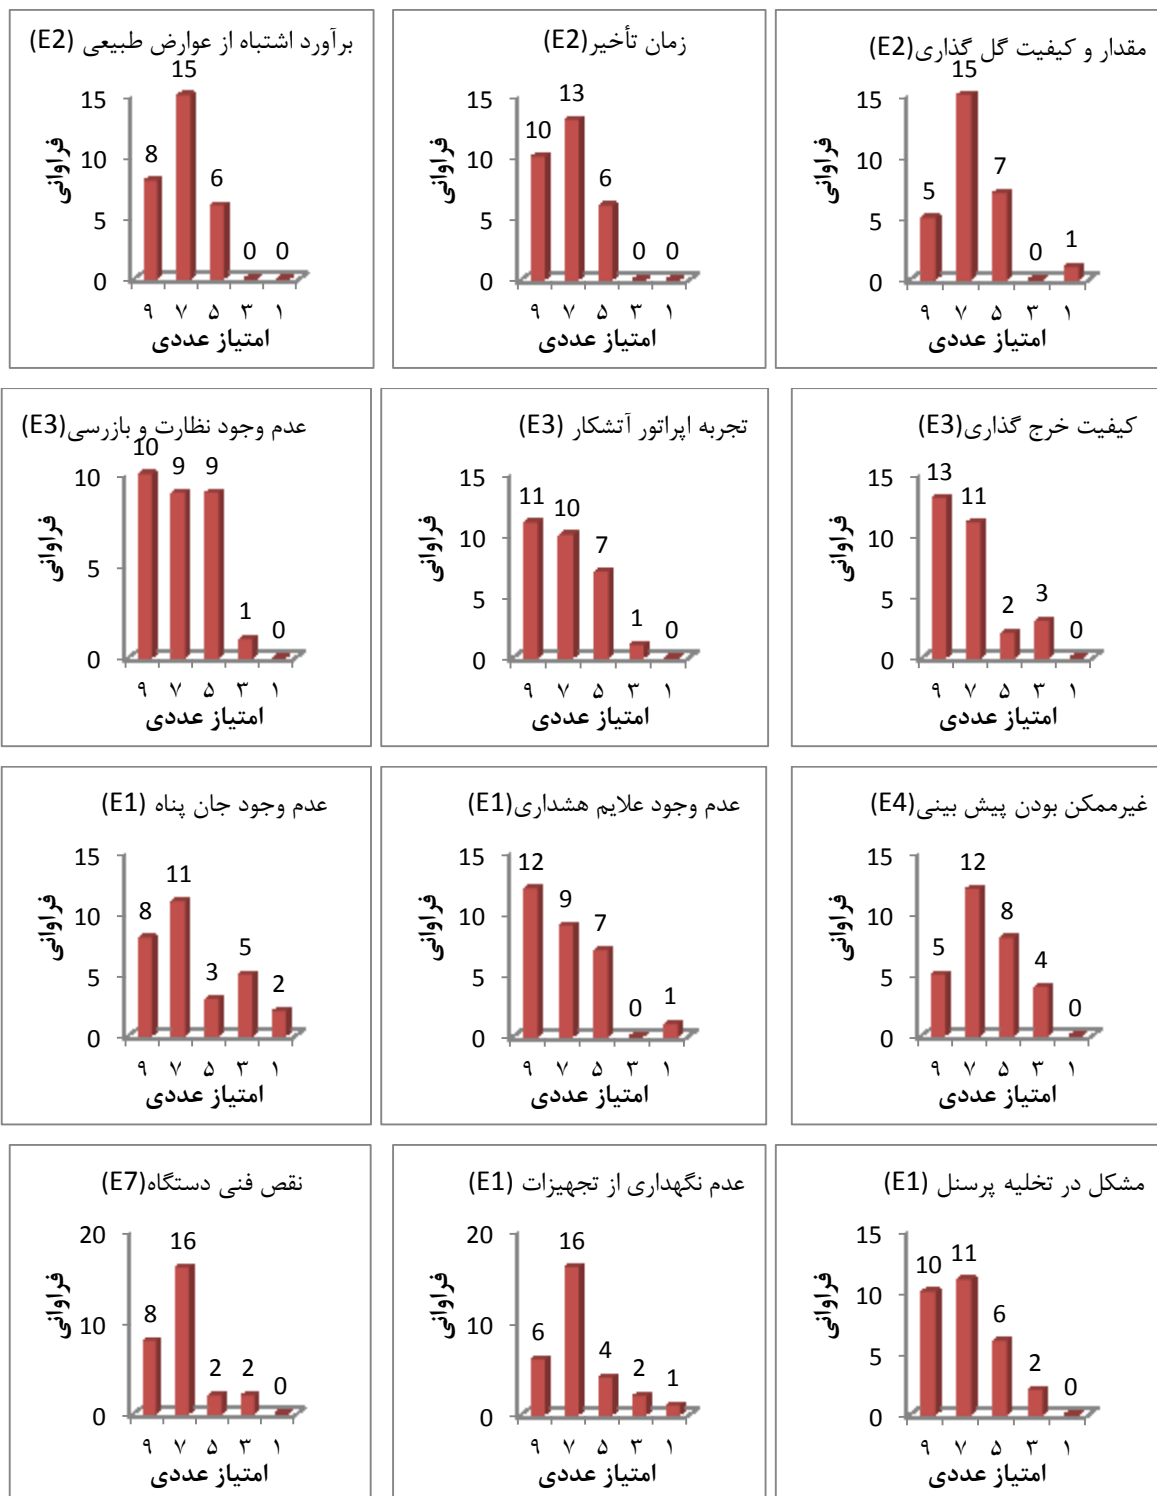 مقدار و کیفیت گل گذاری(E2)
15
10
5
0
فراوانی
5
15
7
0
1
۹ ۷ ۵ ۳ ۱
امتیاز عددی
زمان تأخیر(E2)
15
10
5
0
فراوانی
10
13
6
0
0
۹ ۷ ۵ ۳ ۱
امتیاز عددی
برآورد اشتباه از عوارض طبیعی (E2)
15
10
5
0
فراوانی
8
15
6
0
0
۹ ۷ ۵ ۳ ۱
امتیاز عددی
کیفیت خرج گذاری(E3)
15
10
5
0
فراوانی
13
11
2
3
0
۹ ۷ ۵ ۳ ۱
امتیاز عددی
تجربه اپراتور آتشکار (E3)
15
10
5
0
فراوانی
11
10
7
1
0
۹ ۷ ۵ ۳ ۱
امتیاز عددی
عدم وجود نظارت و بازرسی(E3)
10
5
0
فراوانی
10
9
9
1
0
۹ ۷ ۵ ۳ ۱
امتیاز عددی
غیرممکن بودن پیش بینی(E4)
15
10
5
0
فراوانی
5
12
8
4
0
۹ ۷ ۵ ۳ ۱
امتیاز عددی
عدم وجود علایم هشداری(E1)
15
10
5
0
فراوانی
12
9
7
0
1
۹ ۷ ۵ ۳ ۱
امتیاز عددی
عدم وجود جان پناه (E1)
15
10
5
0
فراوانی
8
11
3
5
2
۹ ۷ ۵ ۳ ۱
امتیاز عددی
مشکل در تخلیه پرسنل (E1)
15
10
5
0
فراوانی
10
11
6
2
0
۹ ۷ ۵ ۳ ۱
امتیاز عددی
عدم نگهداری از تجهیزات (E1)
20
10
0
فراوانی
6
16
4
2
1
۹ ۷ ۵ ۳ ۱
امتیاز عددی
نقص فنی دستگاه(E7)
20
10
0
فراوانی
8
16
2
2
0
۹ ۷ ۵ ۳ ۱
امتیاز عددی